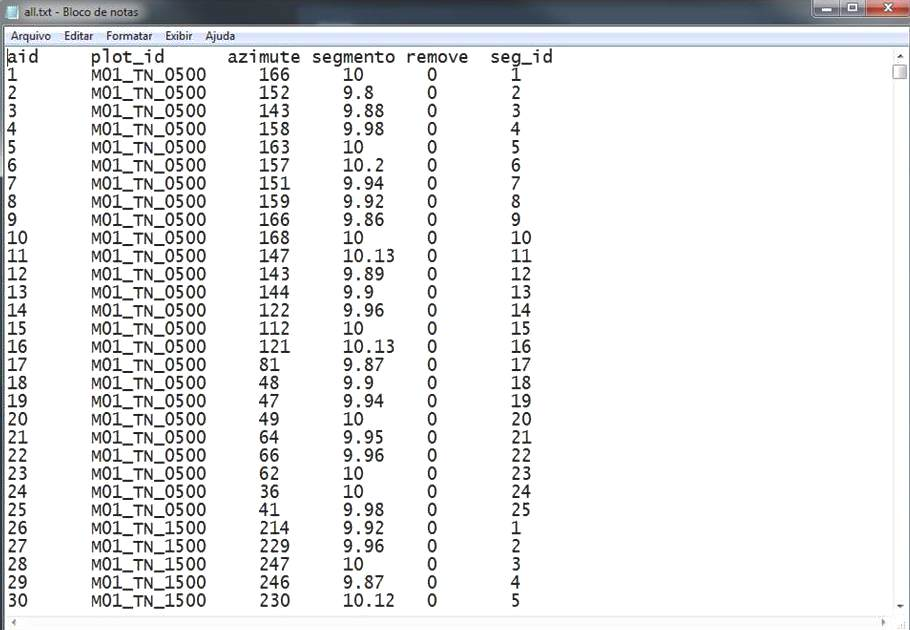 all.txt - Bloco de notas
Arquivo Editar Formatar Exibir Ajuda
aid plot_id azimute segmento remove seg_id
1 M01_TN_0500 166 10 0 1
2 M01_TN_0500 152 9.8 0 2
3 M01_TN_0500 143 9.88 0 3
4 M01_TN_0500 158 9.98 0 4
5 M01_TN_0500 163 10 0 5
6 M01_TN_0500 157 10.2 0 6
7 M01_TN_0500 151 9.94 0 7
8 M01_TN_0500 159 9.92 0 8
9 M01_TN_0500 166 9.86 0 9
10 M01_TN_0500 168 10 0 10
11 M01_TN_0500 147 10.13 0 11
12 M01_TN_0500 143 9.89 0 12
13 M01_TN_0500 144 9.9 0 13
14 M01_TN_0500 122 9.96 0 14
15 M01_TN_0500 112 10 0 15
16 M01_TN_0500 121 10.13 0 16
17 M01_TN_0500 81 9.87 0 17
18 M01_TN_0500 48 9.9 0 18
19 M01_TN_0500 47 9.94 0 19
20 M01_TN_0500 49 10 0 20
21 M01_TN_0500 64 9.95 0 21
22 M01_TN_0500 66 9.96 0 22
23 M01_TN_0500 62 10 0 23
24 M01_TN_0500 36 10 0 24
25 M01_TN_0500 41 9.98 0 25
26 M01_TN_1500 214 9.92 0 1
27 M01_TN_1500 229 9.96 0 2
28 M01_TN_1500 247 10 0 3
29 M01_TN_1500 246 9.87 0 4
30 M01_TN_1500 230 10.12 0 5